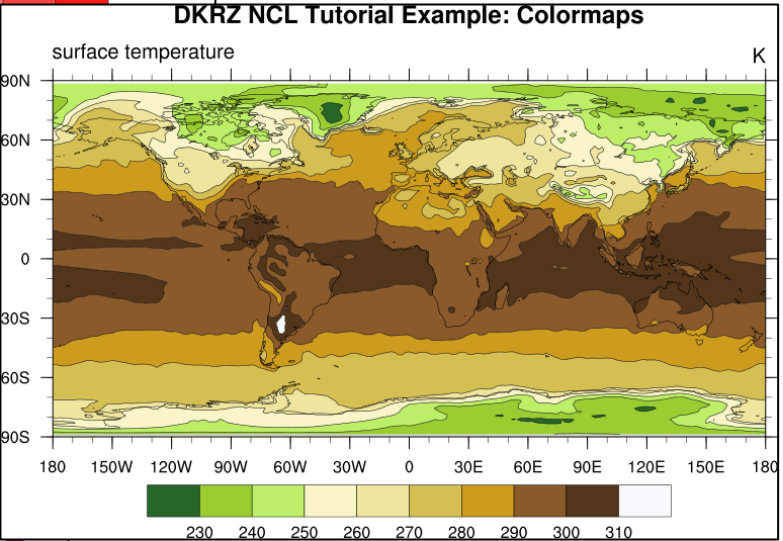 DKRZ NCL Tutorial Example: Colormaps
surface temperature K
90N
60N
30N
0
30S
60S
90S
180 150W 120W 90W 60W 30W 0 30E 60E 90E 120E 150E 180
230 240 250 260 270 280 290 300 310